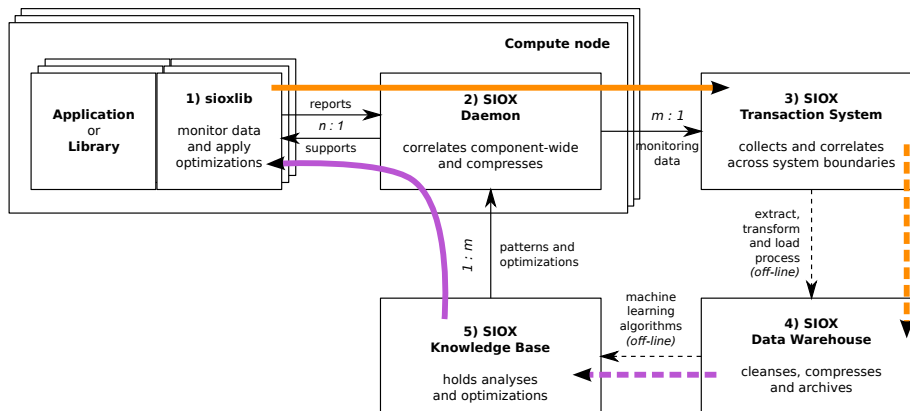 Compute node
Application
or
Library
1) sioxlib
monitor data
and apply
optimizations
reports
n : 1
supports
2) SIOX
Daemon
correlates component-wide
and compresses
m : 1
monitoring
data
3) SIOX
Transaction System
collects and correlates
across system boundaries
extract,
transform
and load
process
(off-line)
1 : m
patterns and
optimizations
5) SIOX
Knowledge Base
holds analyses
and optimizations
machine
learning
algorithms
(off-line)
4) SIOX
Data Warehouse
cleanses, compresses
and archives